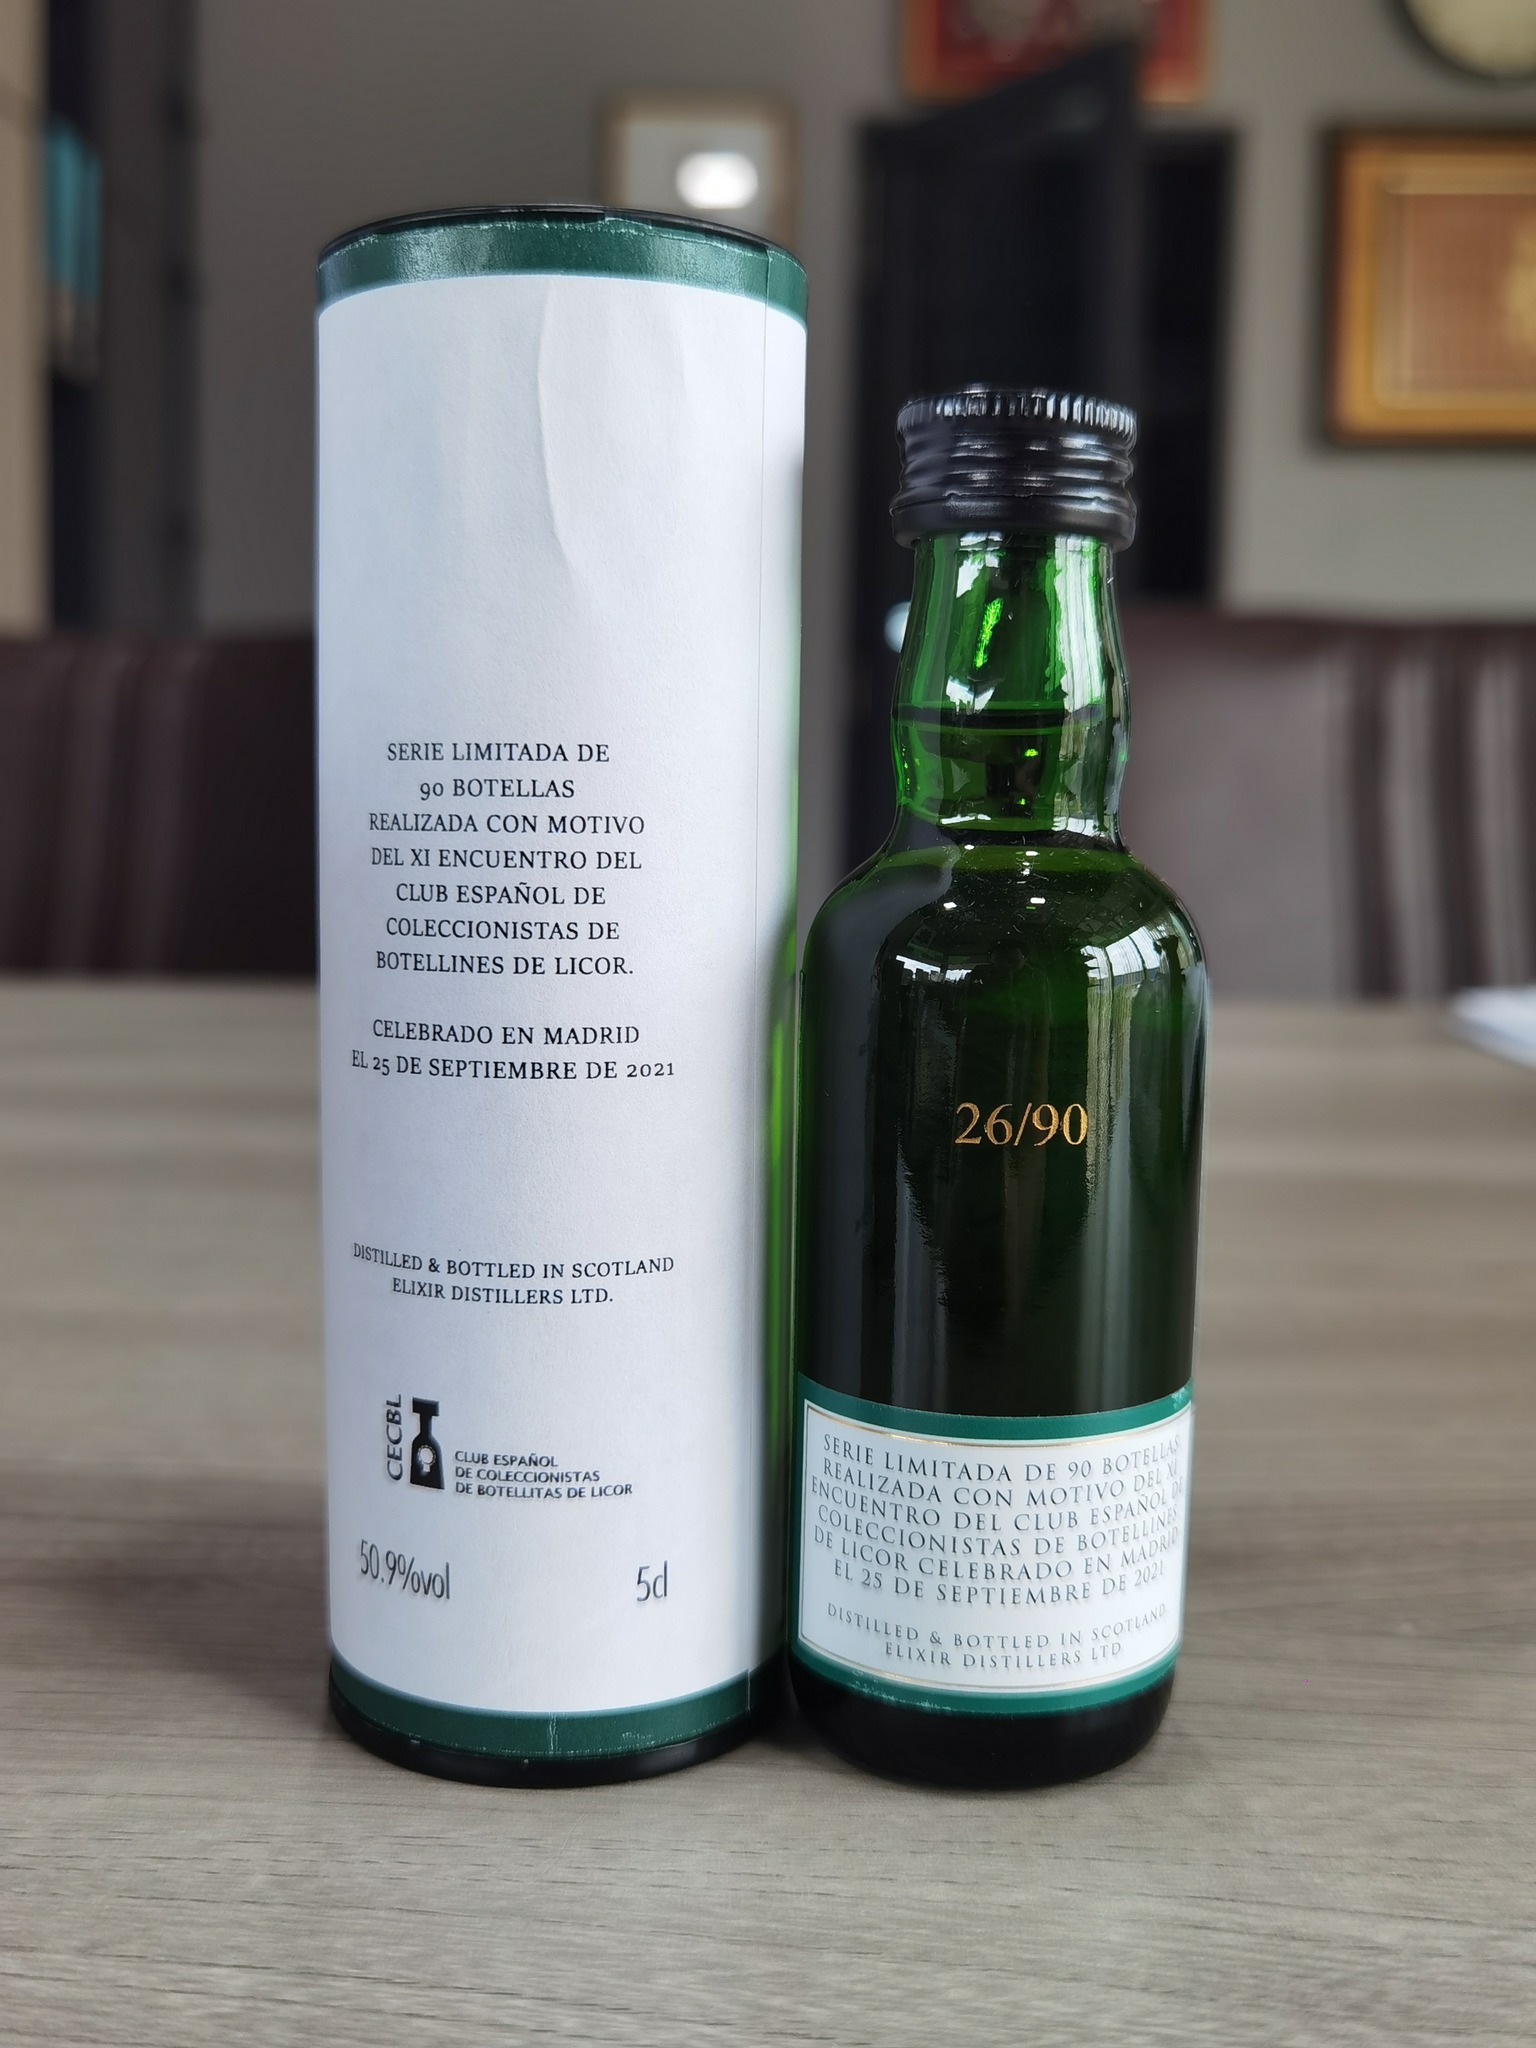 SERIE LIMITADA DE
90 BOTELLAS
REALIZADA CON MOTIVO
DEL XI ENCUENTRO DEL
CLUB ESPAÑOL DE
COLECCIONISTAS DE
BOTELLINES DE LICOR.
CELEBRADO EN MADRID
EL 25 DE SEPTIEMBRE DE 2021
DISTILLED & BOTTLED IN SCOTLAND
ELIXIR DISTILLERS LTD.
CECBL
CLUB ESPAÑOL
DE COLECCIONISTAS
DE BOTELLITAS DE LICOR
50.9%vol
5cl
26/90
SERIE LIMITADA DE 90 BOTELLAS
REALIZADA CON MOTIVO DEL XI
ENCUENTRO DEL CLUB ESPAÑOL DE
COLECCIONISTAS DE BOTELLINES
DE LICOR CELEBRADO EN MADRID
EL 25 DE SEPTIEMBRE DE 2021
DISTILLED & BOTTLED IN SCOTLAND
ELIXIR DISTILLERS LTD